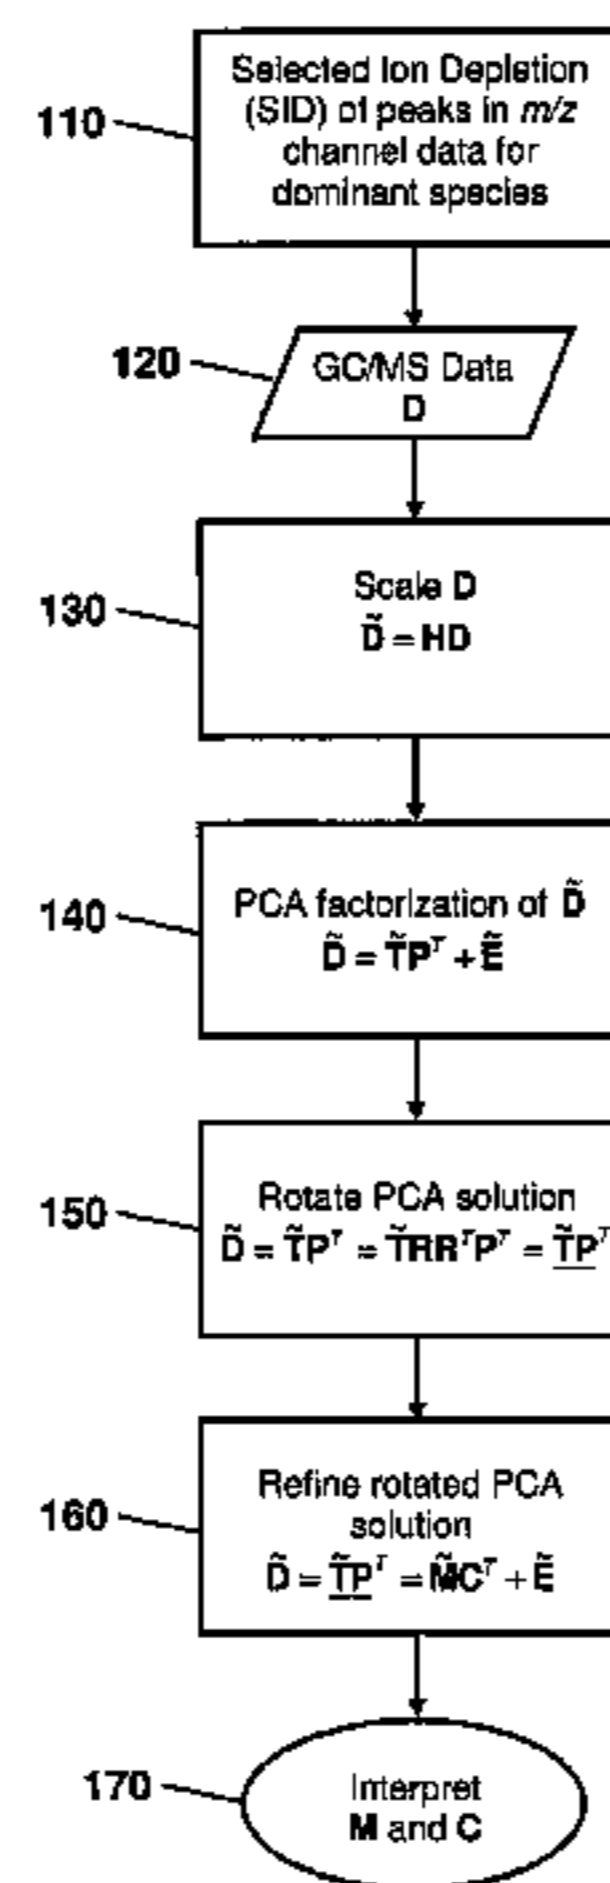 110
Selected Ion Depletion
(SID) of peaks in m/z
channel data for
dominant species
120
GC/MS Data
D
130
Scale D
D̃ = HD
140
PCA factorization of D̃
D̃ = T̃Pᵀ + Ẽ
150
Rotate PCA solution
D̃ = T̃Pᵀ = T̃RRᵀPᵀ = T̲̃P̲ᵀ
160
Refine rotated PCA
solution
D̃ = T̲̃P̲ᵀ = M̃Cᵀ + Ẽ
170
Interpret
M and C